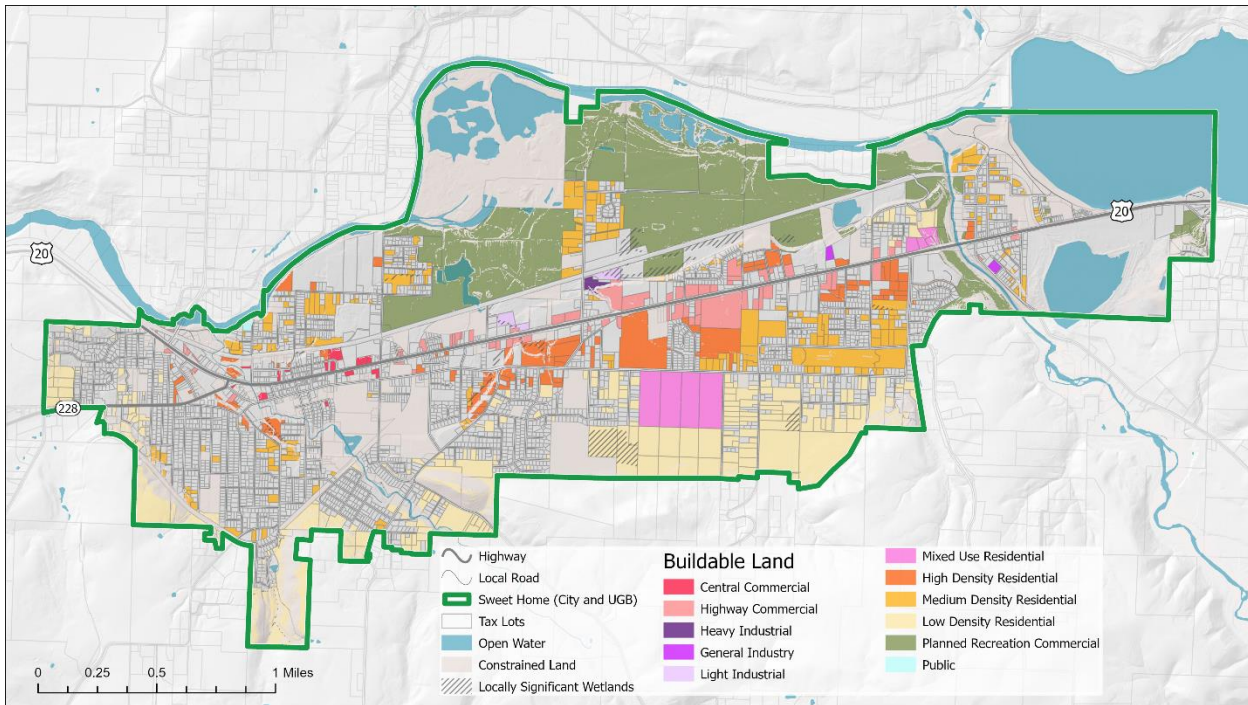 20
20
228
Highway
Local Road
Sweet Home (City and UGB)
Tax Lots
Open Water
Constrained Land
Locally Significant Wetlands
Buildable Land
Central Commercial
Highway Commercial
Heavy Industrial
General Industry
Light Industrial
Mixed Use Residential
High Density Residential
Medium Density Residential
Low Density Residential
Planned Recreation Commercial
Public
0 0.25 0.5 1 Miles